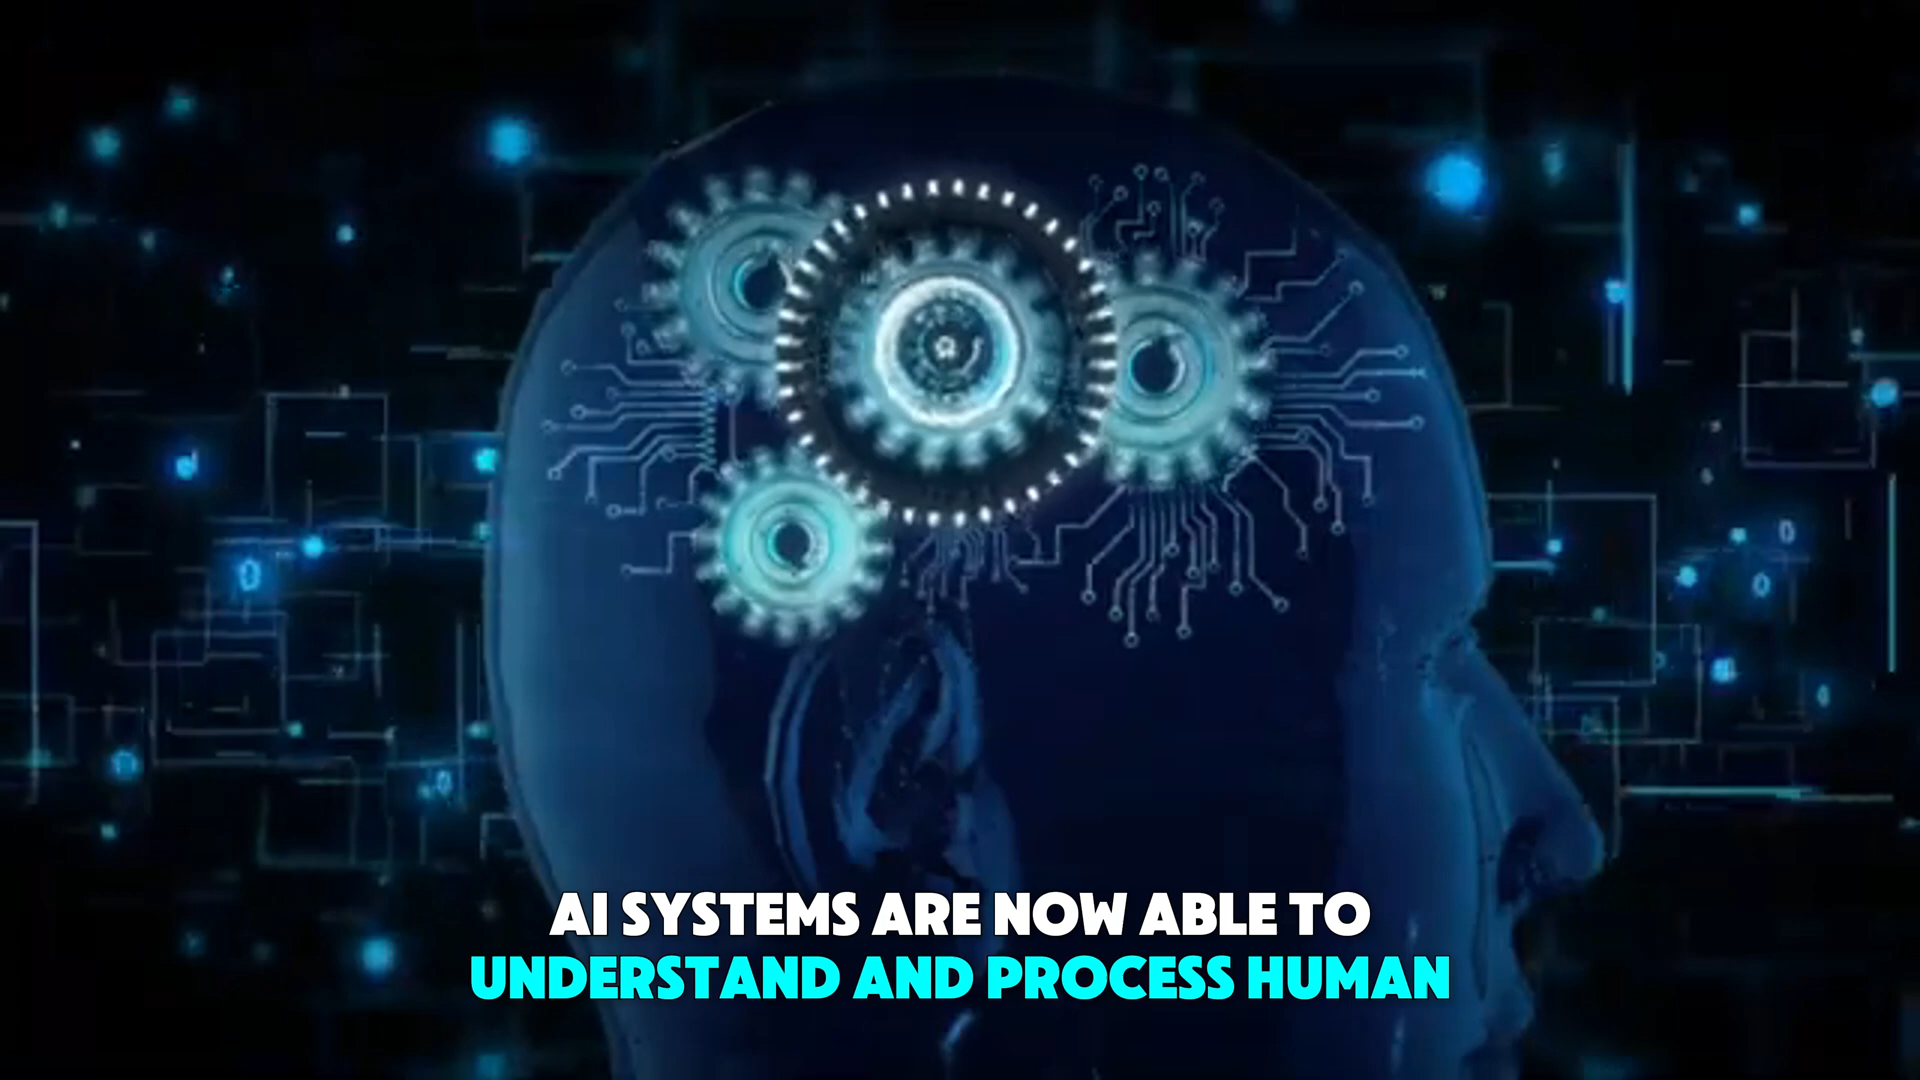 AI SYSTEMS ARE NOW ABLE TO
UNDERSTAND AND PROCESS HUMAN